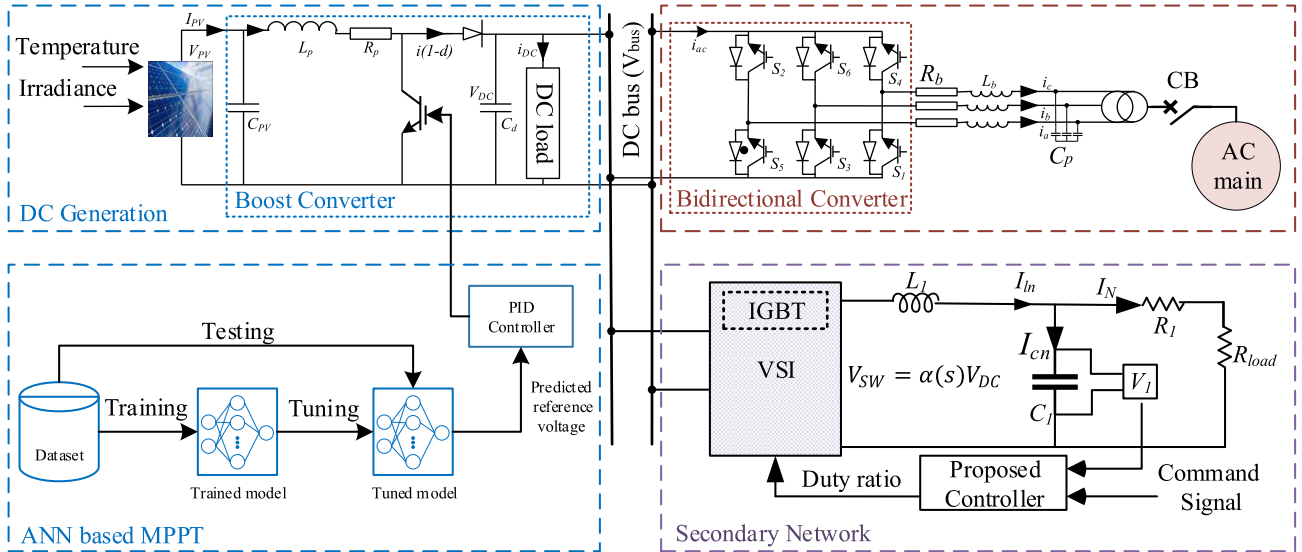 Temperature
Irradiance
I_PV
V_PV
C_PV
L_p
R_p
i(1-d)
i_DC
V_DC
C_d
DC load
Boost Converter
DC Generation
DC bus (V_bus)
i_ac
S_2
S_6
S_4
S_5
S_3
S_1
Bidirectional Converter
R_b
L_b
i_c
i_b
i_a
C_p
CB
AC
main
Testing
Dataset
Training
Trained model
Tuning
Tuned model
PID
Controller
Predicted
reference
voltage
ANN based MPPT
IGBT
VSI
V_SW = α(s)V_DC
L_1
I_ln
I_N
R_1
R_load
I_cn
C_1
V_1
Duty ratio
Proposed
Controller
Command
Signal
Secondary Network